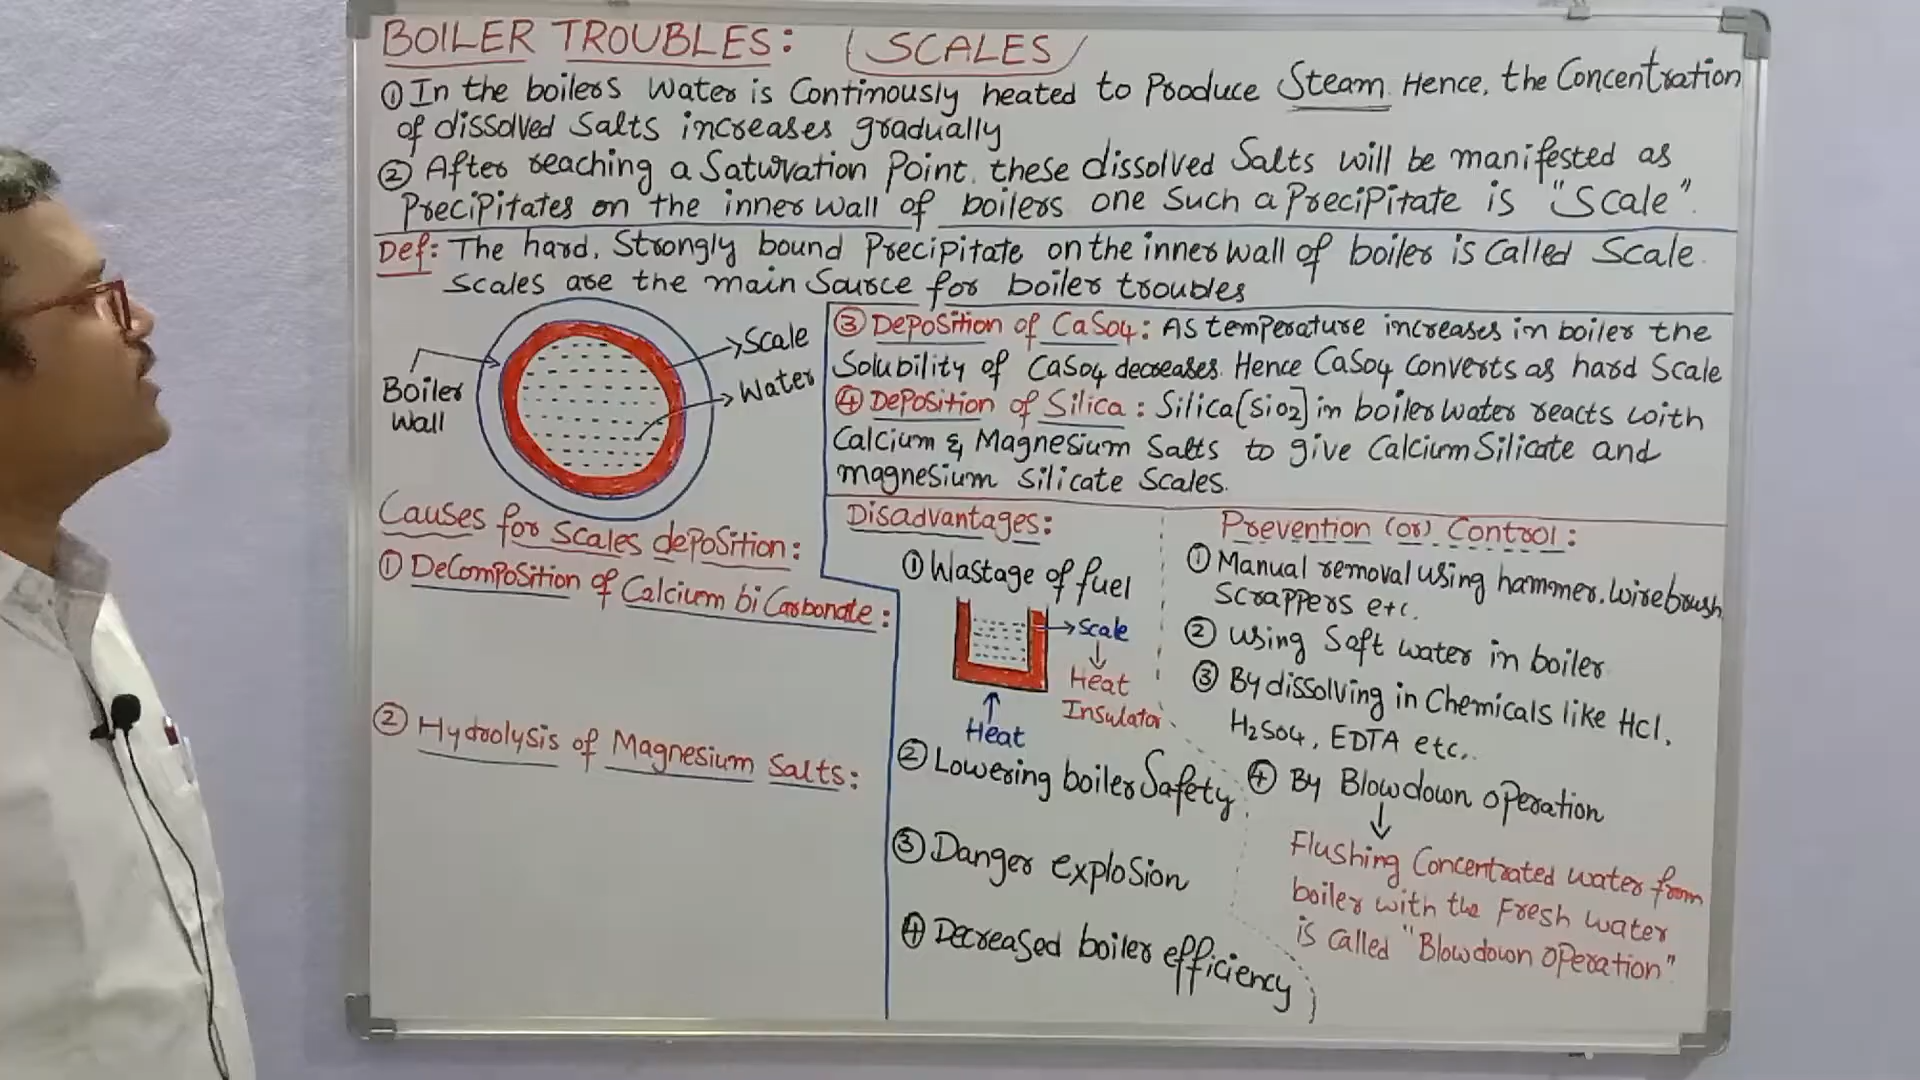 BOILER TROUBLES: SCALES
① In the boilers water is Continously heated to Produce Steam. Hence, the Concentration
of dissolved Salts increases gradually
② After reaching a Saturation Point. these dissolved Salts will be manifested as
Precipitates on the inner wall of boilers one Such a Precipitate is "Scale".
Def: The hard, Strongly bound Precipitate on the inner wall of boiler is Called Scale.
Scales are the main Source for boiler troubles
Boiler
Wall
Scale
Water
Causes for Scales deposition:
① Decomposition of Calcium bi Carbonate:
② Hydrolysis of Magnesium Salts:
③ Deposition of CaSO4: As temperature increases in boiler the
Solubility of CaSO4 decreases. Hence CaSO4 Converts as hard Scale
④ Deposition of Silica: Silica[SiO2] in boiler water reacts with
Calcium & Magnesium Salts to give Calcium Silicate and
magnesium Silicate Scales.
Disadvantages:
① Wastage of fuel
Scale
Heat
Insulator
Heat
② Lowering boiler Safety
③ Danger explosion
④ Decreased boiler efficiency
Prevention (or) Control:
① Manual removal using hammer. wirebrush
Scrappers etc.
② using Soft water in boiler
③ By dissolving in Chemicals like HCl,
H2SO4, EDTA etc..
④ By Blowdown operation
Flushing Concentrated water from
boiler with the Fresh water
is Called "Blowdown operation"